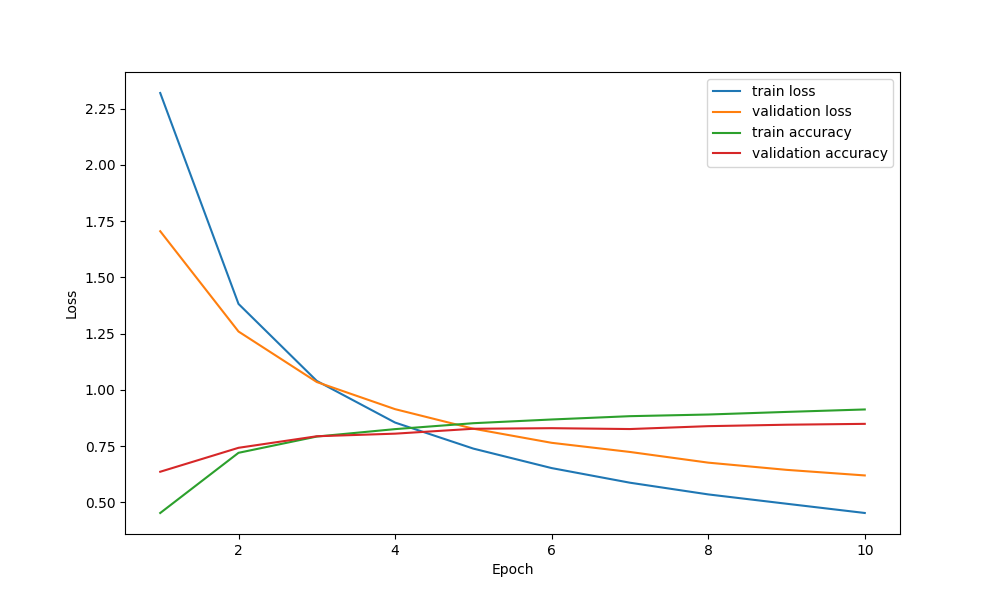 train loss
validation loss
train accuracy
validation accuracy
2.25
2.00
1.75
1.50
1.25
1.00
0.75
0.50
Loss
2 4 6 8 10
Epoch